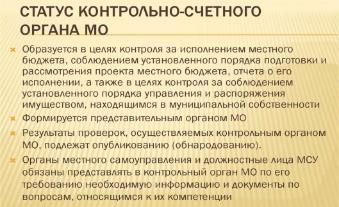 СТАТУС КОНТРОЛЬНО-СЧЕТНОГО
ОРГАНА МО
Образуется в целях контроля за исполнением местного
бюджета, соблюдением установленного порядка подготовки и
рассмотрения проекта местного бюджета, отчета о его
исполнении, а также в целях контроля за соблюдением
установленного порядка управления и распоряжения
имуществом, находящимся в муниципальной собственности
Формируется представительным органом МО
Результаты проверок, осуществляемых контрольным органом
МО, подлежат опубликованию (обнародованию).
Органы местного самоуправления и должностные лица МСУ
обязаны представлять в контрольный орган МО по его
требованию необходимую информацию и документы по
вопросам, относящимся к их компетенции